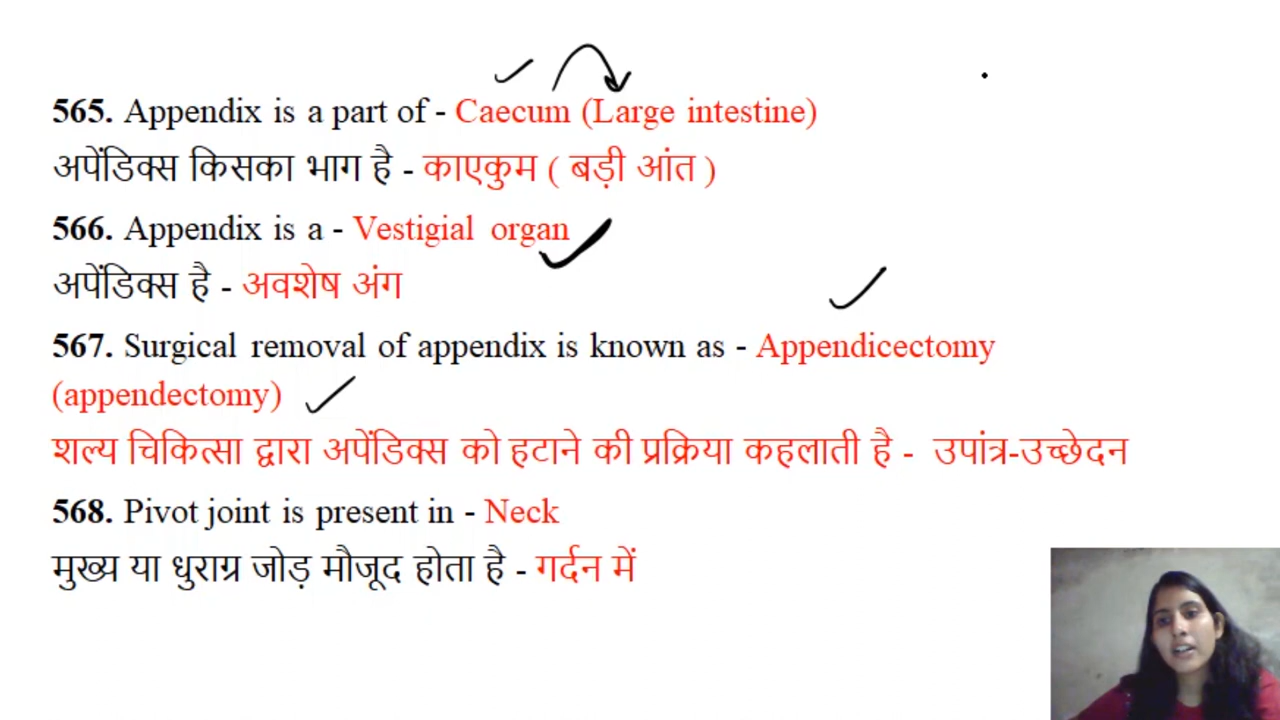 565. Appendix is a part of - Caecum (Large intestine)
अपेंडिक्स किसका भाग है - काएकुम ( बड़ी आंत )
566. Appendix is a - Vestigial organ
अपेंडिक्स है - अवशेष अंग
567. Surgical removal of appendix is known as - Appendicectomy
(appendectomy)
शल्य चिकित्सा द्वारा अपेंडिक्स को हटाने की प्रक्रिया कहलाती है - उपांत्र-उच्छेदन
568. Pivot joint is present in - Neck
मुख्य या धुराग्र जोड़ मौजूद होता है - गर्दन में